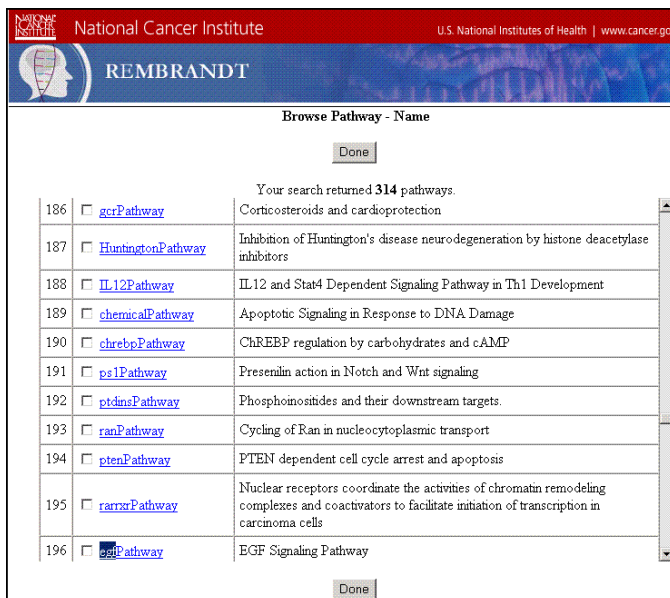 NATIONAL
CANCER
INSTITUTE
National Cancer Institute
U.S. National Institutes of Health | www.cancer.go
REMBRANDT
Browse Pathway - Name
Done
Your search returned 314 pathways.
186 gcrPathway Corticosteroids and cardioprotection
187 HuntingtonPathway Inhibition of Huntington's disease neurodegeneration by histone deacetylase
inhibitors
188 IL12Pathway IL12 and Stat4 Dependent Signaling Pathway in Th1 Development
189 chemicalPathway Apoptotic Signaling in Response to DNA Damage
190 chrebpPathway ChREBP regulation by carbohydrates and cAMP
191 ps1Pathway Presenilin action in Notch and Wnt signaling
192 ptdinsPathway Phosphoinositides and their downstream targets.
193 ranPathway Cycling of Ran in nucleocytoplasmic transport
194 ptenPathway PTEN dependent cell cycle arrest and apoptosis
195 rarrxrPathway Nuclear receptors coordinate the activities of chromatin remodeling
complexes and coactivators to facilitate initiation of transcription in
carcinoma cells
196 egfPathway EGF Signaling Pathway
Done